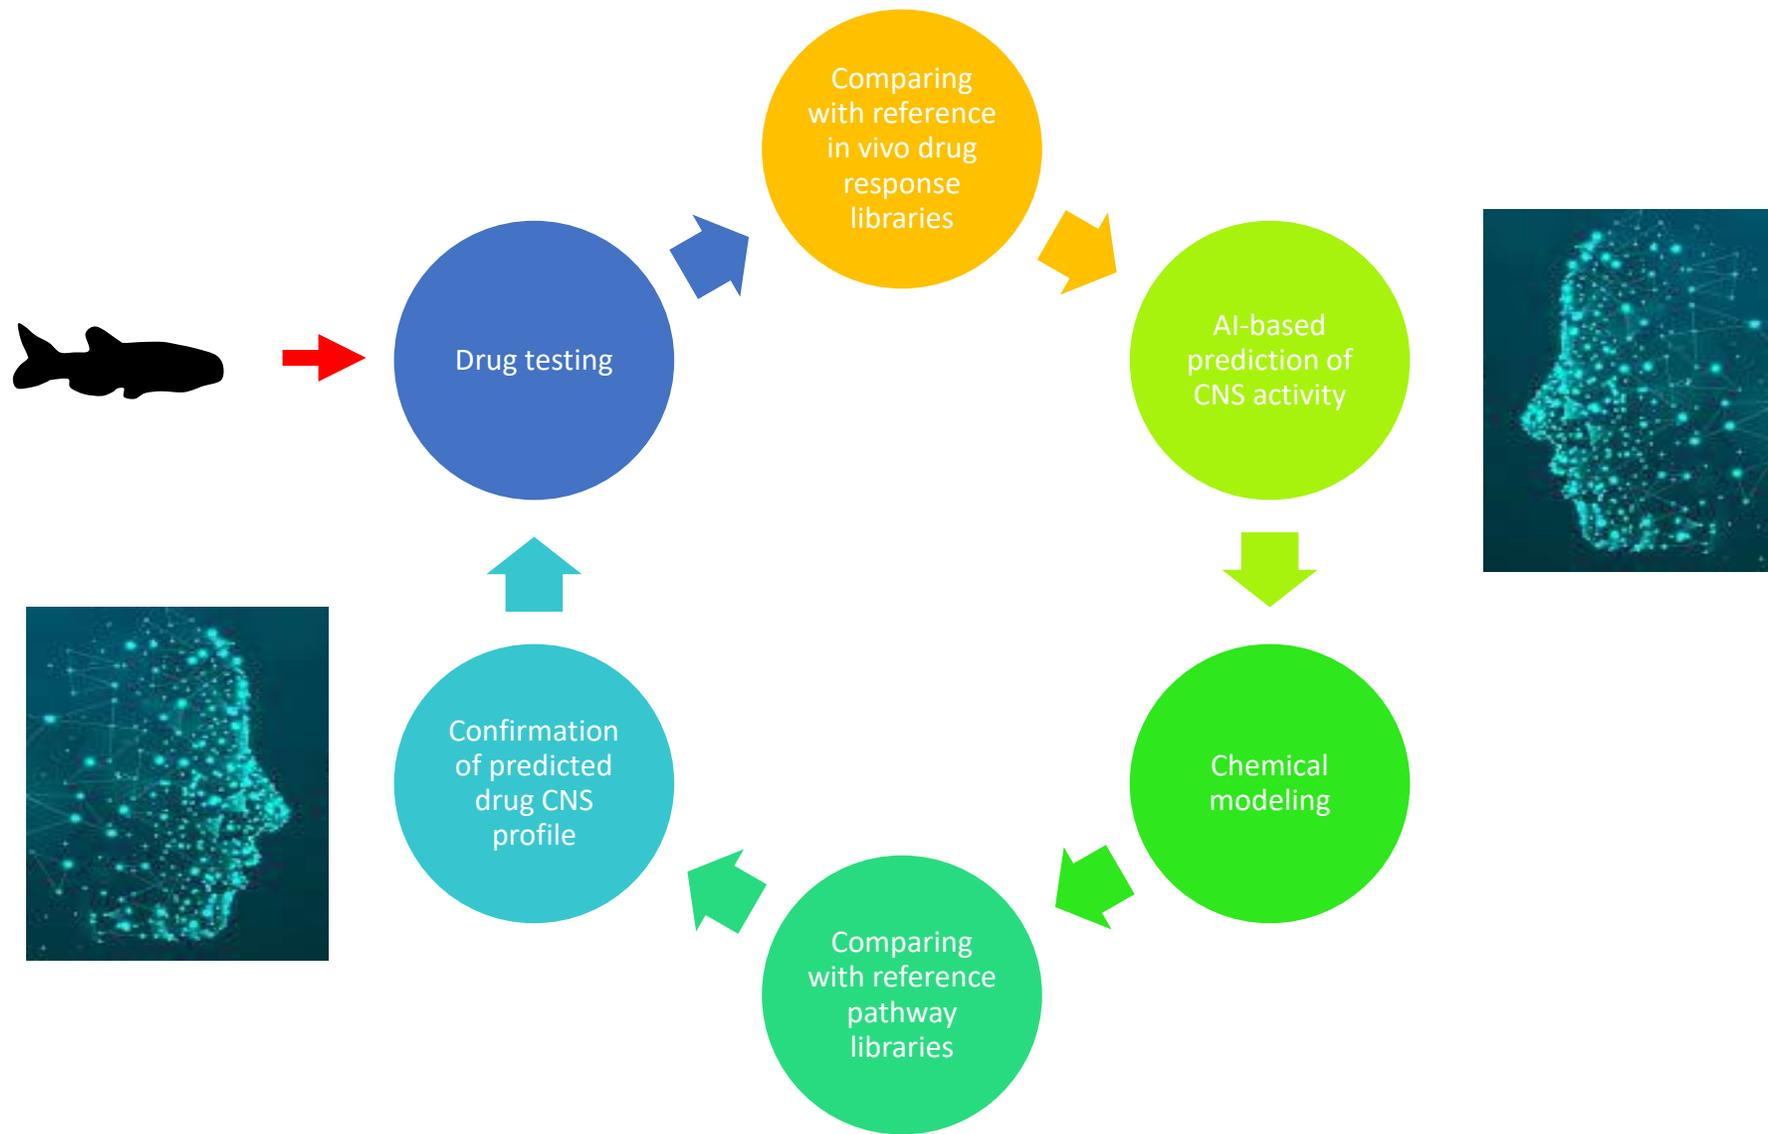 Comparing
with reference
in vivo drug
response
libraries
Drug testing
AI-based
prediction of
CNS activity
Confirmation
of predicted
drug CNS
profile
Chemical
modeling
Comparing
with reference
pathway
libraries